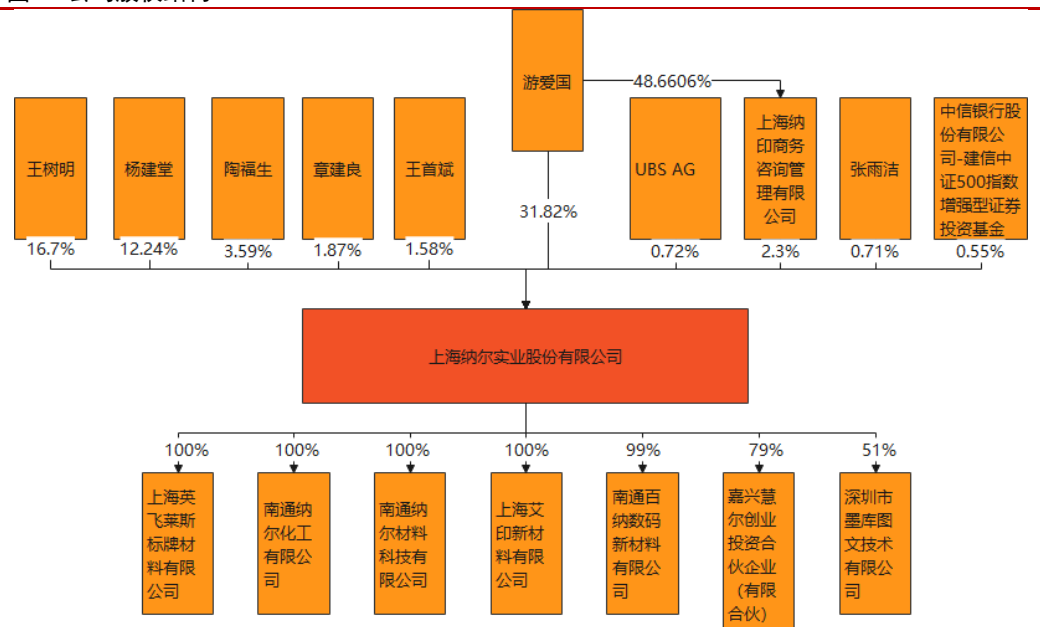 游爱国
48.6606%
王树明
杨建堂
陶福生
章建良
王首斌
UBS AG
上海纳
印商务
咨询管
理有限
公司
张雨洁
中信银行股
份有限公
司-建信中
证500指数
增强型证券
投资基金
31.82%
16.7%
12.24%
3.59%
1.87%
1.58%
0.72%
2.3%
0.71%
0.55%
上海纳尔实业股份有限公司
100%
100%
100%
100%
99%
79%
51%
上海英
飞莱斯
标牌材
料有限
公司
南通纳
尔化工
有限公
司
南通纳
尔材料
科技有
限公司
上海艾
印新材
料有限
公司
南通百
纳数码
新材料
有限公
司
嘉兴慧
尔创业
投资合
伙企业
（有限
合伙）
深圳市
墨库图
文技术
有限公
司